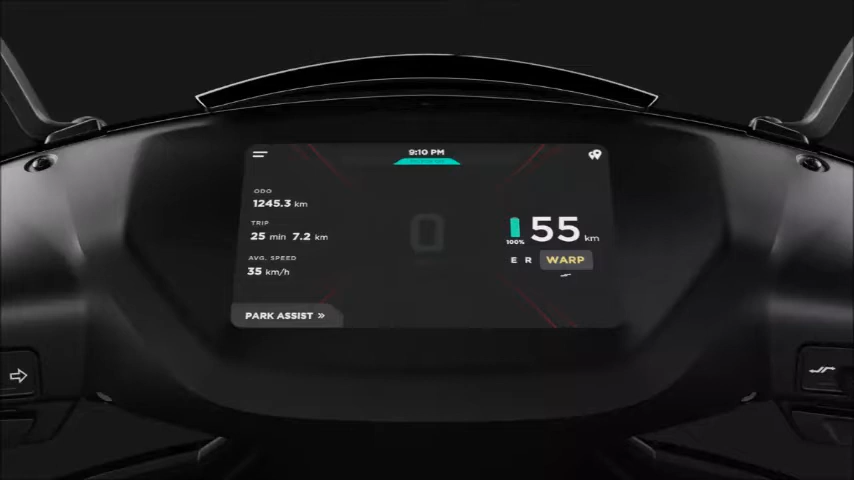 9:10 PM
ODO
1245.3 km
TRIP
25 min 7.2 km
AVG. SPEED
35 km/h
0
100%
55 km
E R WARP
PARK ASSIST »